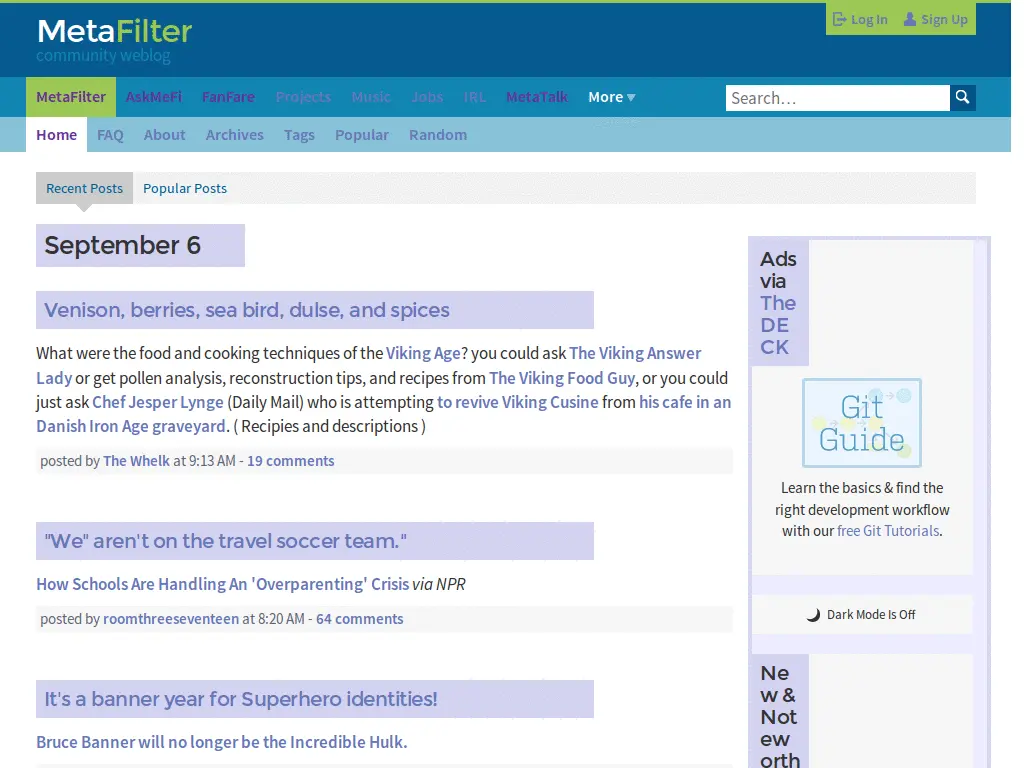 MetaFilter
community weblog
Log In
Sign Up
MetaFilter AskMeFi FanFare Projects Music Jobs IRL MetaTalk More ▼
Search…
Home FAQ About Archives Tags Popular Random
Recent Posts Popular Posts
September 6
Venison, berries, sea bird, dulse, and spices
What were the food and cooking techniques of the Viking Age? you could ask The Viking Answer
Lady or get pollen analysis, reconstruction tips, and recipes from The Viking Food Guy, or you could
just ask Chef Jesper Lynge (Daily Mail) who is attempting to revive Viking Cusine from his cafe in an
Danish Iron Age graveyard. ( Recipies and descriptions )
posted by The Whelk at 9:13 AM - 19 comments
"We" aren't on the travel soccer team."
How Schools Are Handling An 'Overparenting' Crisis via NPR
posted by roomthreeseventeen at 8:20 AM - 64 comments
It's a banner year for Superhero identities!
Bruce Banner will no longer be the Incredible Hulk.
Ads
via
The
DE
CK
Git
Guide
Learn the basics & find the
right development workflow
with our free Git Tutorials.
Dark Mode Is Off
Ne
w &
Not
ew
orth